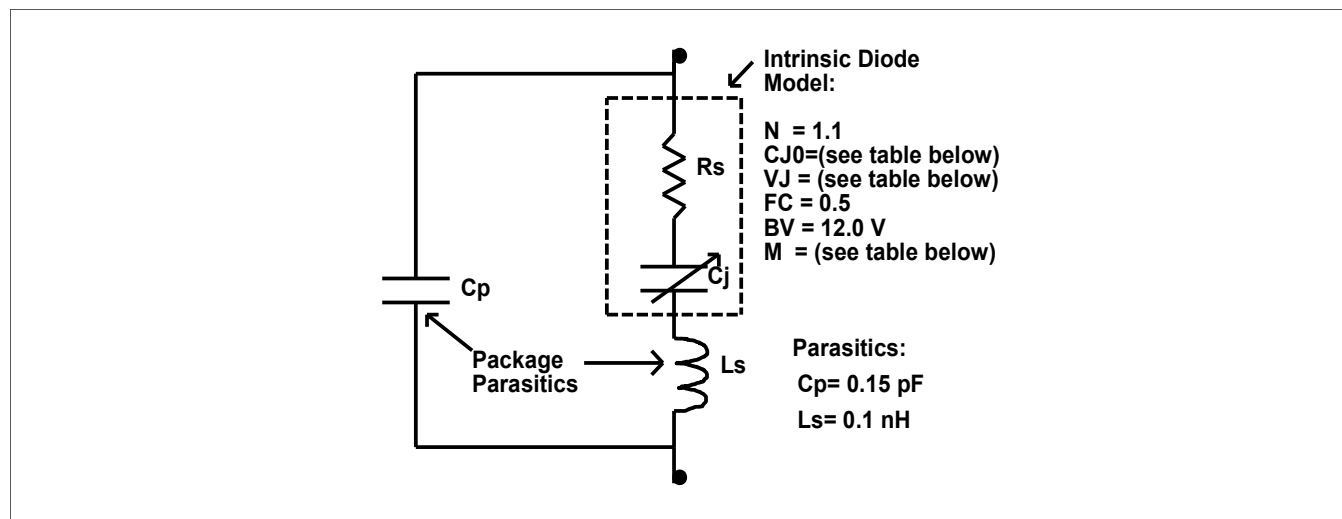 Intrinsic Diode
Model:
N = 1.1
CJ0=(see table below)
VJ = (see table below)
FC = 0.5
BV = 12.0 V
M = (see table below)
Rs
Cj
Cp
Package
Parasitics
Ls
Parasitics:
Cp= 0.15 pF
Ls= 0.1 nH